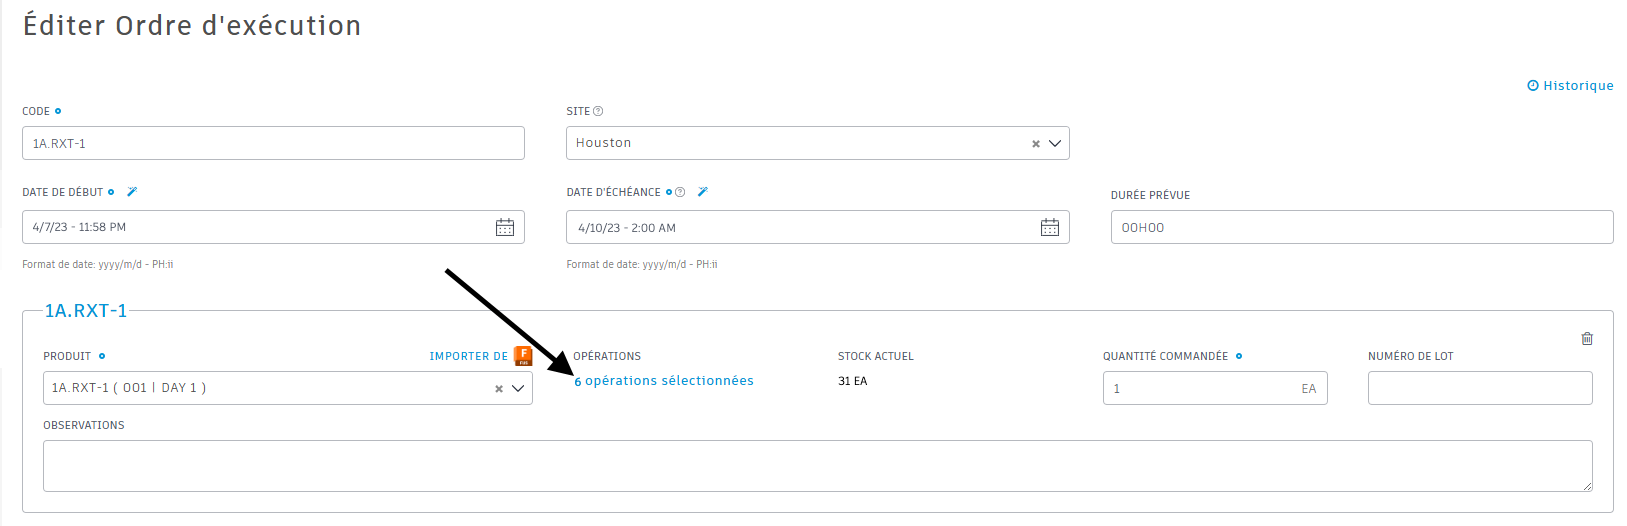 Éditer Ordre d'exécution
Historique
CODE
SITE
1A.RXT-1
Houston
DATE DE DÉBUT
DATE D'ÉCHÉANCE
DURÉE PRÉVUE
4/7/23 - 11:58 PM
4/10/23 - 2:00 AM
00H00
Format de date: yyyy/m/d - PH:ii
Format de date: yyyy/m/d - PH:ii
1A.RXT-1
PRODUIT
IMPORTER DE
F
OPÉRATIONS
STOCK ACTUEL
QUANTITÉ COMMANDÉE
NUMÉRO DE LOT
1A.RXT-1 ( 001 | DAY 1 )
6 opérations sélectionnées
31 EA
1 EA
OBSERVATIONS